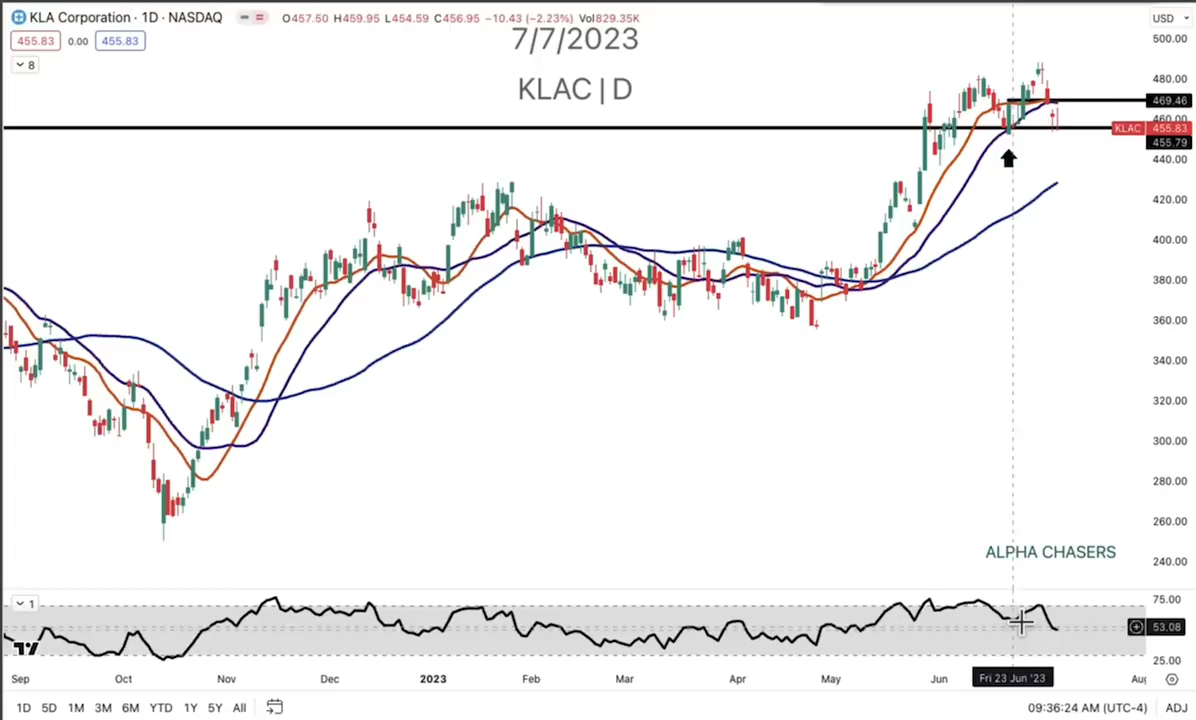 KLA Corporation · 1D · NASDAQ O457.50 H459.95 L454.59 C456.95 −10.43 (−2.23%) Vol829.35K
USD
455.83 0.00 455.83
8
7/7/2023
KLAC | D
500.00
480.00
469.46
460.00
KLAC 455.83
455.79
440.00
420.00
400.00
380.00
360.00
340.00
320.00
300.00
280.00
260.00
240.00
ALPHA CHASERS
1
75.00
53.08
25.00
Sep Oct Nov Dec 2023 Feb Mar Apr May Jun Fri 23 Jun '23 Aug
1D 5D 1M 3M 6M YTD 1Y 5Y All 09:36:24 AM (UTC-4) ADJ